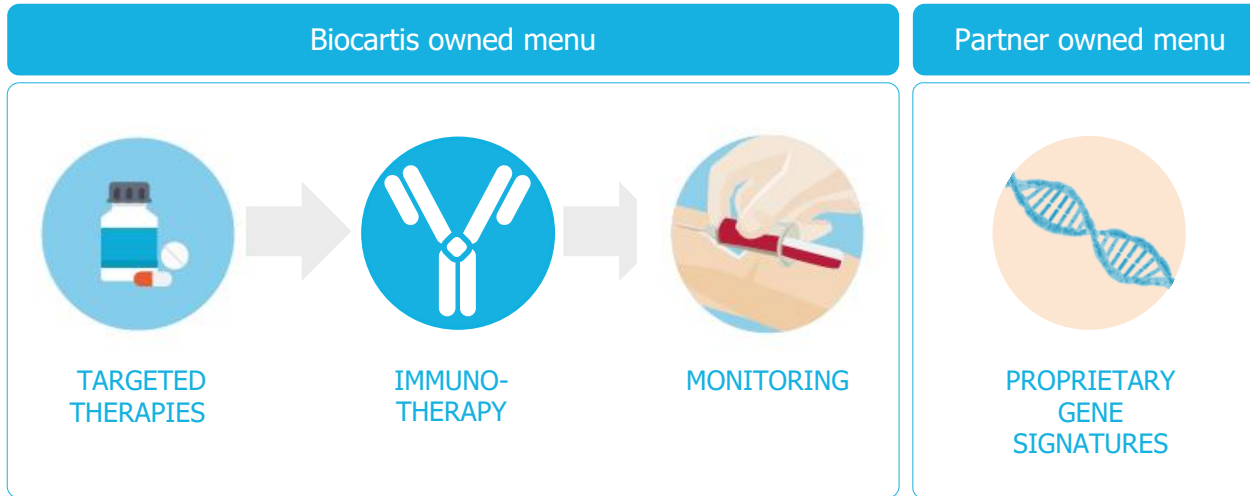 Biocartis owned menu
Partner owned menu
TARGETED
THERAPIES
IMMUNO-
THERAPY
MONITORING
PROPRIETARY
GENE
SIGNATURES